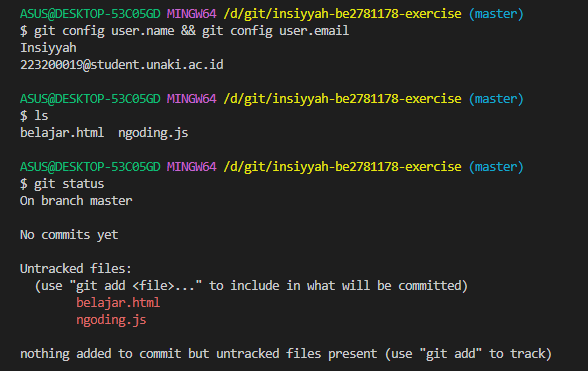 ASUS@DESKTOP-53C05GD MINGW64 /d/git/insiyyah-be2781178-exercise (master)
$ git config user.name && git config user.email
Insiyyah
223200019@student.unaki.ac.id
ASUS@DESKTOP-53C05GD MINGW64 /d/git/insiyyah-be2781178-exercise (master)
$ ls
belajar.html  ngoding.js
ASUS@DESKTOP-53C05GD MINGW64 /d/git/insiyyah-be2781178-exercise (master)
$ git status
On branch master
No commits yet
Untracked files:
  (use "git add <file>..." to include in what will be committed)
        belajar.html
        ngoding.js
nothing added to commit but untracked files present (use "git add" to track)